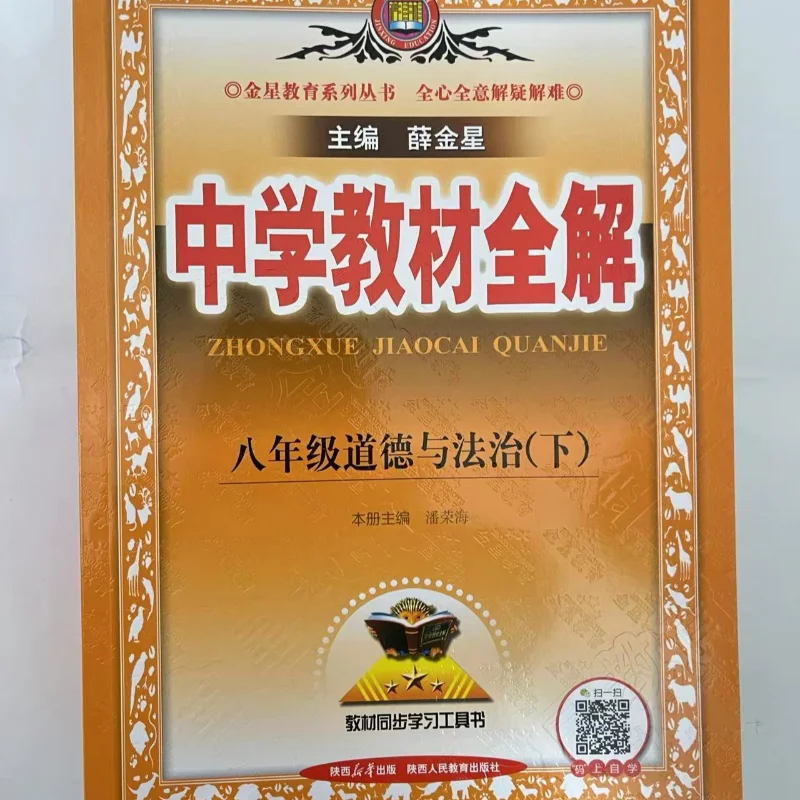 JINXING EDUCATION
◎金星教育系列丛书 全心全意解疑解难◎
主编 薛金星
中学教材全解
ZHONGXUE JIAOCAI QUANJIE
八年级道德与法治(下)
本册主编 潘荣海
教材同步学习工具书
扫一扫
码上自学
陕西新华出版 陕西人民教育出版社